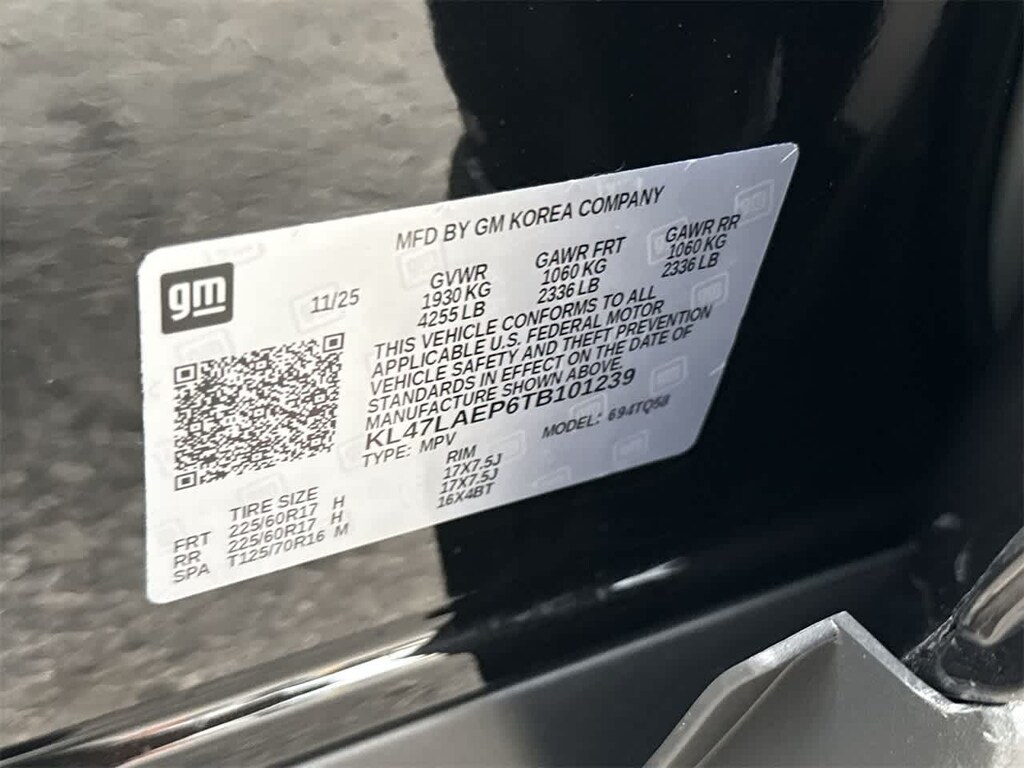 MFD BY GM KOREA COMPANY
gm
11/25
GVWR GAWR FRT GAWR RR
1930 KG 1060 KG 1060 KG
4255 LB 2336 LB 2336 LB
THIS VEHICLE CONFORMS TO ALL
APPLICABLE U.S. FEDERAL MOTOR
VEHICLE SAFETY AND THEFT PREVENTION
STANDARDS IN EFFECT ON THE DATE OF
MANUFACTURE SHOWN ABOVE.
KL47LAEP6TB101239
TYPE: MPV MODEL: 694TQ58
TIRE SIZE RIM
FRT 225/60R17 H 17X7.5J
RR 225/60R17 H 17X7.5J
SPA T125/70R16 M 16X4BT